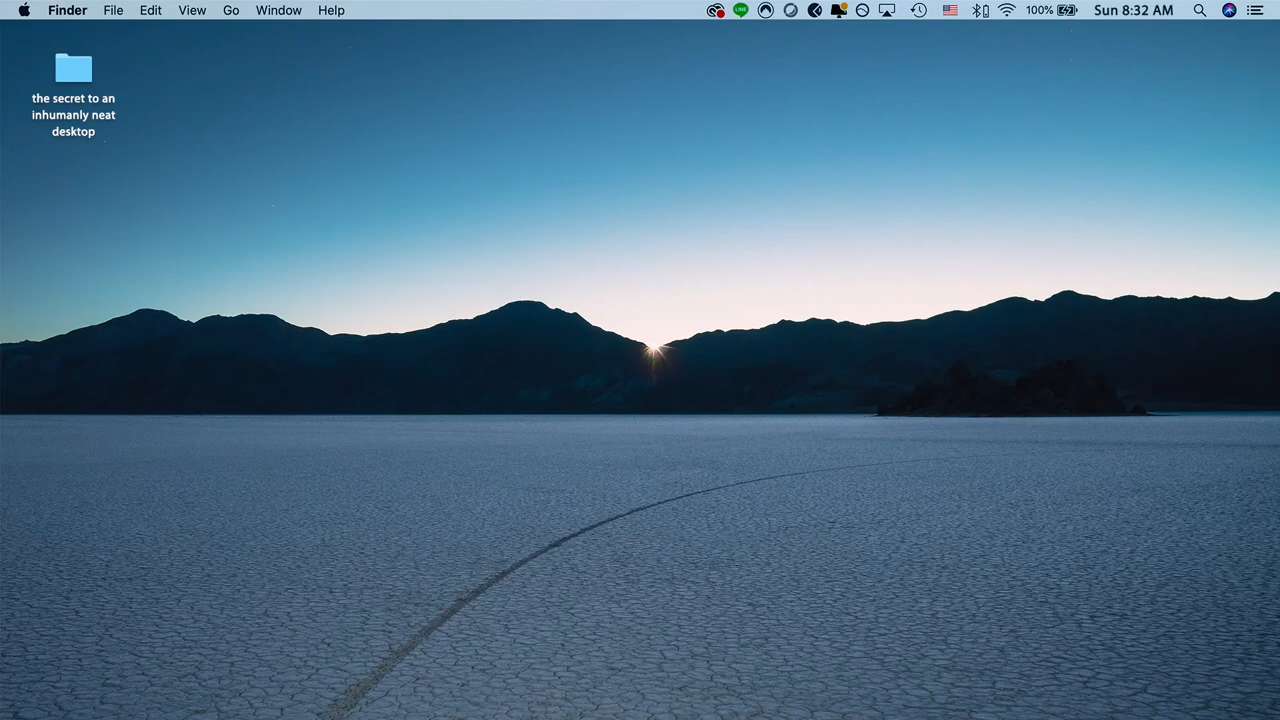 Finder File Edit View Go Window Help
LINE
100%
Sun 8:32 AM
the secret to an
inhumanly neat
desktop